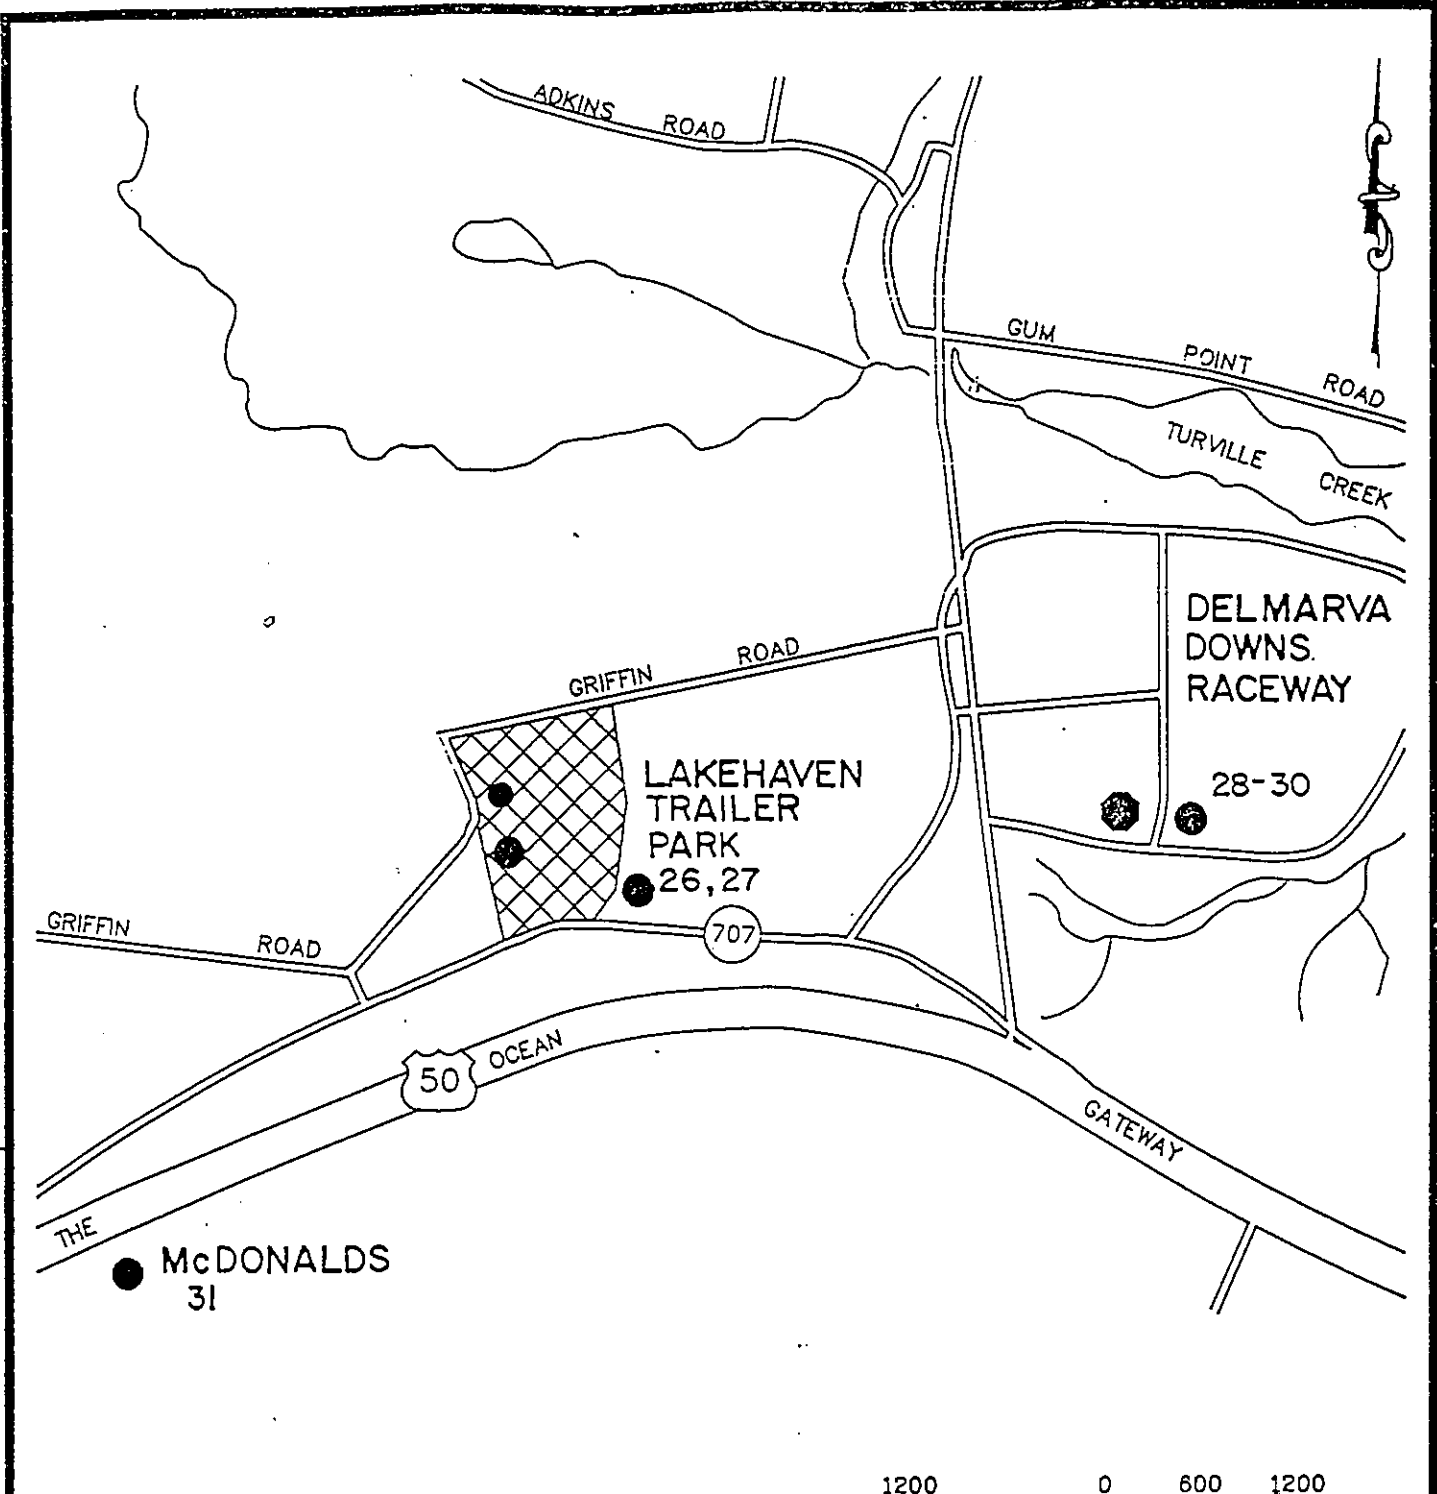 ADKINS ROAD
GUM POINT ROAD
TURVILLE CREEK
DELMARVA
DOWNS.
RACEWAY
28-30
GRIFFIN ROAD
LAKEHAVEN
TRAILER
PARK
26,27
707
GRIFFIN ROAD
50
THE OCEAN GATEWAY
McDONALDS
31
1200 0 600 1200